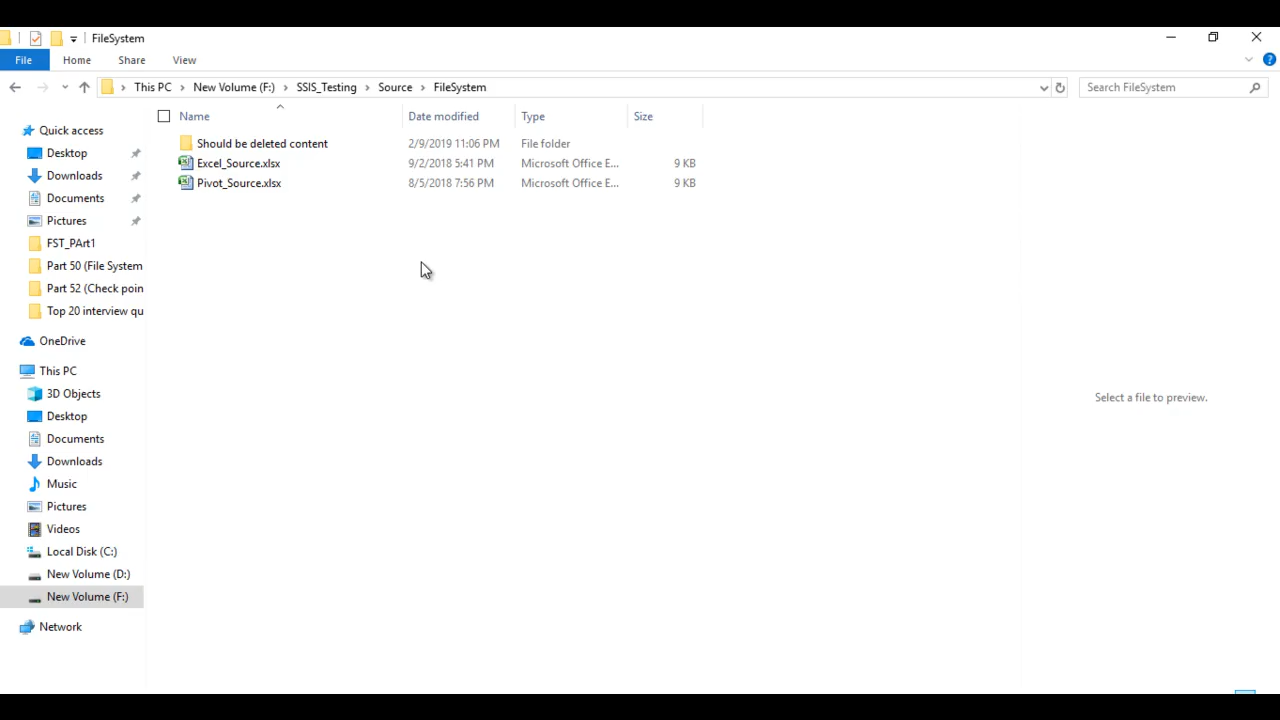 FileSystem
File Home Share View
This PC New Volume (F:) SSIS_Testing Source FileSystem Search FileSystem
Name Date modified Type Size
Quick access
Desktop
Downloads
Documents
Pictures
FST_PArt1
Part 50 (File System
Part 52 (Check poin
Top 20 interview qu
OneDrive
This PC
3D Objects
Desktop
Documents
Downloads
Music
Pictures
Videos
Local Disk (C:)
New Volume (D:)
New Volume (F:)
Network
Should be deleted content 2/9/2019 11:06 PM File folder
Excel_Source.xlsx 9/2/2018 5:41 PM Microsoft Office E... 9 KB
Pivot_Source.xlsx 8/5/2018 7:56 PM Microsoft Office E... 9 KB
Select a file to preview.